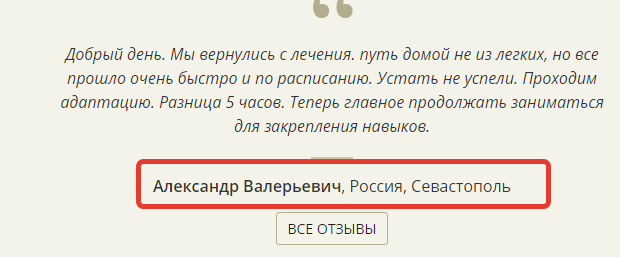 “
Добрый день. Мы вернулись с лечения. путь домой не из легких, но все
прошло очень быстро и по расписанию. Устать не успели. Проходим
адаптацию. Разница 5 часов. Теперь главное продолжать заниматься
для закрепления навыков.
Александр Валерьевич, Россия, Севастополь
ВСЕ ОТЗЫВЫ